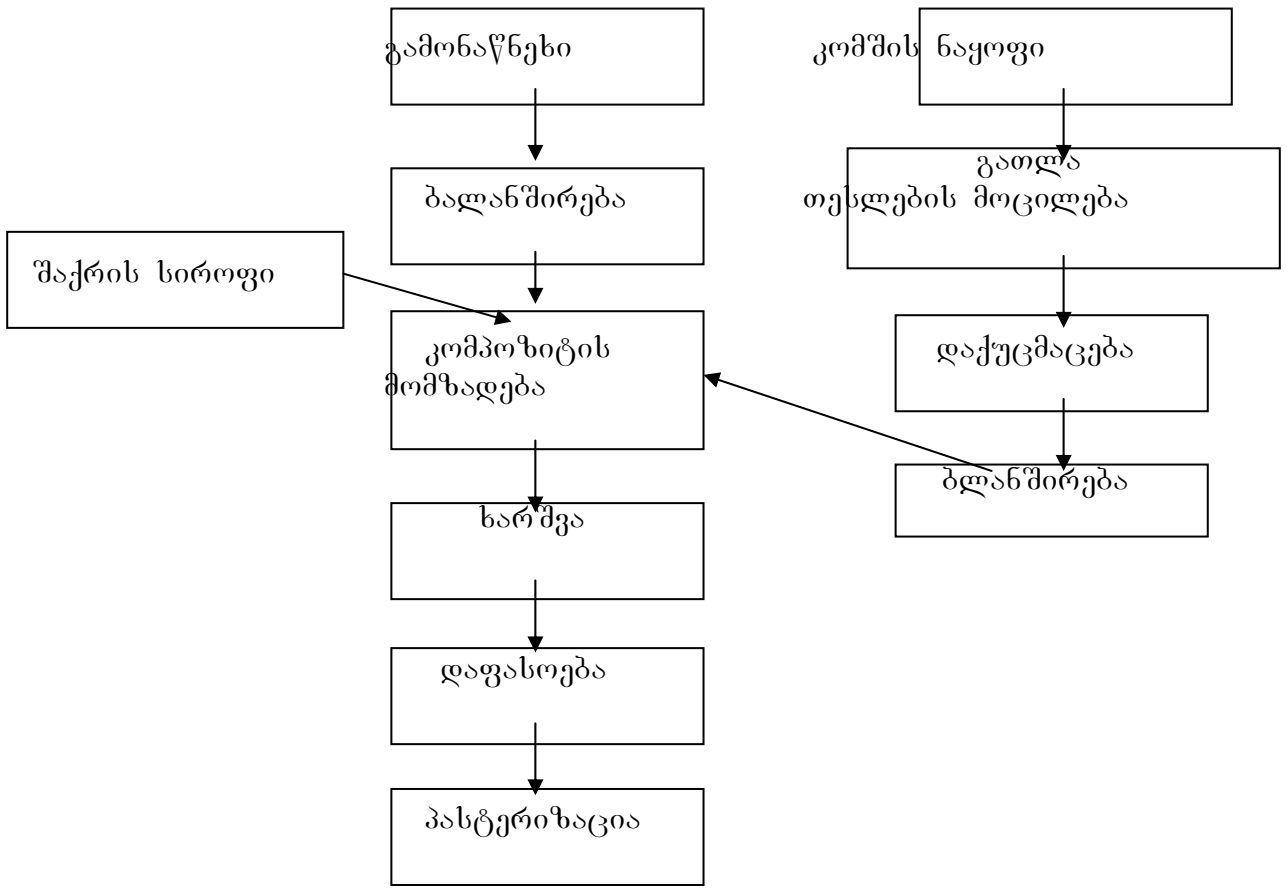 გამონაწნეხი
კომშის ნაყოფი
გათლა
თესლების მოცილება
ბალანშირება
შაქრის სიროფი
კომპოზიტის
მომზადება
დაქუცმაცება
ბლანშირება
ხარშვა
დაფასოება
პასტერიზაცია